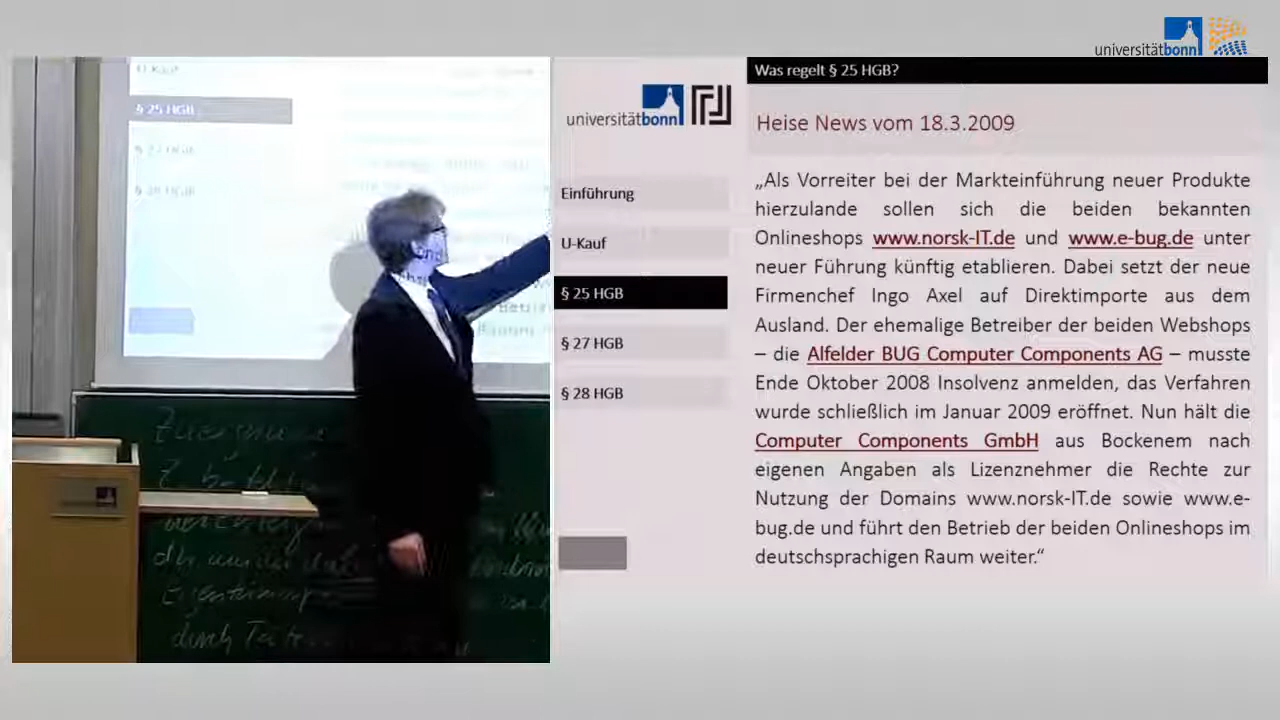 universitätbonn
U-Kauf
§ 25 HGB
§ 27 HGB
§ 28 HGB
universitätbonn
Einführung
U-Kauf
§ 25 HGB
§ 27 HGB
§ 28 HGB
Was regelt § 25 HGB?
Heise News vom 18.3.2009
„Als Vorreiter bei der Markteinführung neuer Produkte
hierzulande sollen sich die beiden bekannten
Onlineshops www.norsk-IT.de und www.e-bug.de unter
neuer Führung künftig etablieren. Dabei setzt der neue
Firmenchef Ingo Axel auf Direktimporte aus dem
Ausland. Der ehemalige Betreiber der beiden Webshops
– die Alfelder BUG Computer Components AG – musste
Ende Oktober 2008 Insolvenz anmelden, das Verfahren
wurde schließlich im Januar 2009 eröffnet. Nun hält die
Computer Components GmbH aus Bockenem nach
eigenen Angaben als Lizenznehmer die Rechte zur
Nutzung der Domains www.norsk-IT.de sowie www.e-
bug.de und führt den Betrieb der beiden Onlineshops im
deutschsprachigen Raum weiter.“